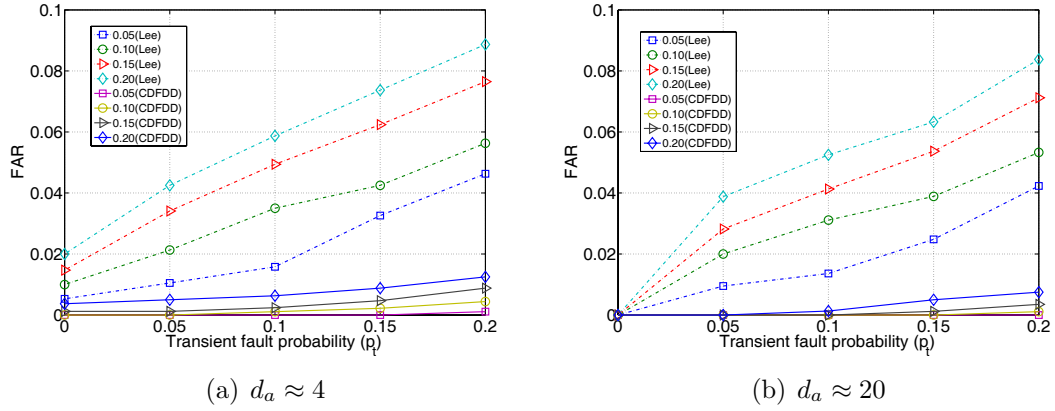 0.1
0.08
0.06
0.04
0.02
0
FAR
0.05(Lee)
0.10(Lee)
0.15(Lee)
0.20(Lee)
0.05(CDFDD)
0.10(CDFDD)
0.15(CDFDD)
0.20(CDFDD)
0 0.05 0.1 0.15 0.2
Transient fault probability (p_t)
(a) d_a ≈ 4
0.1
0.08
0.06
0.04
0.02
0
FAR
0.05(Lee)
0.10(Lee)
0.15(Lee)
0.20(Lee)
0.05(CDFDD)
0.10(CDFDD)
0.15(CDFDD)
0.20(CDFDD)
0 0.05 0.1 0.15 0.2
Transient fault probability (p_t)
(b) d_a ≈ 20